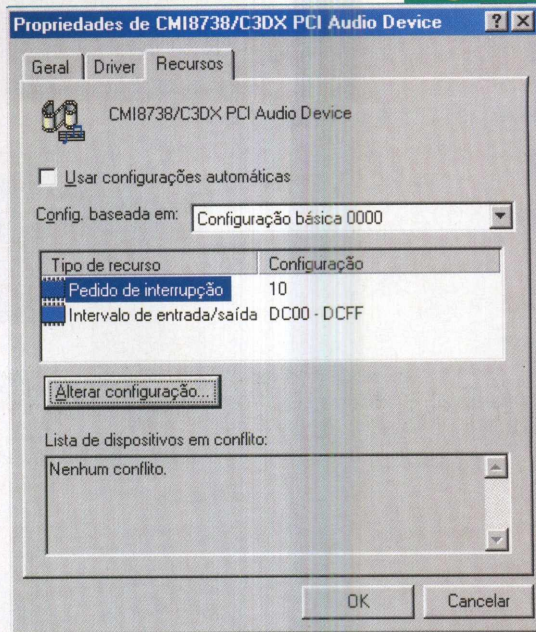 Propriedades de CMI8738/C3DX PCI Audio Device
Geral Driver Recursos
CMI8738/C3DX PCI Audio Device
Usar configurações automáticas
Config. baseada em: Configuração básica 0000
Tipo de recurso Configuração
Pedido de interrupção 10
Intervalo de entrada/saída DC00 - DCFF
Alterar configuração...
Lista de dispositivos em conflito:
Nenhum conflito.
OK Cancelar